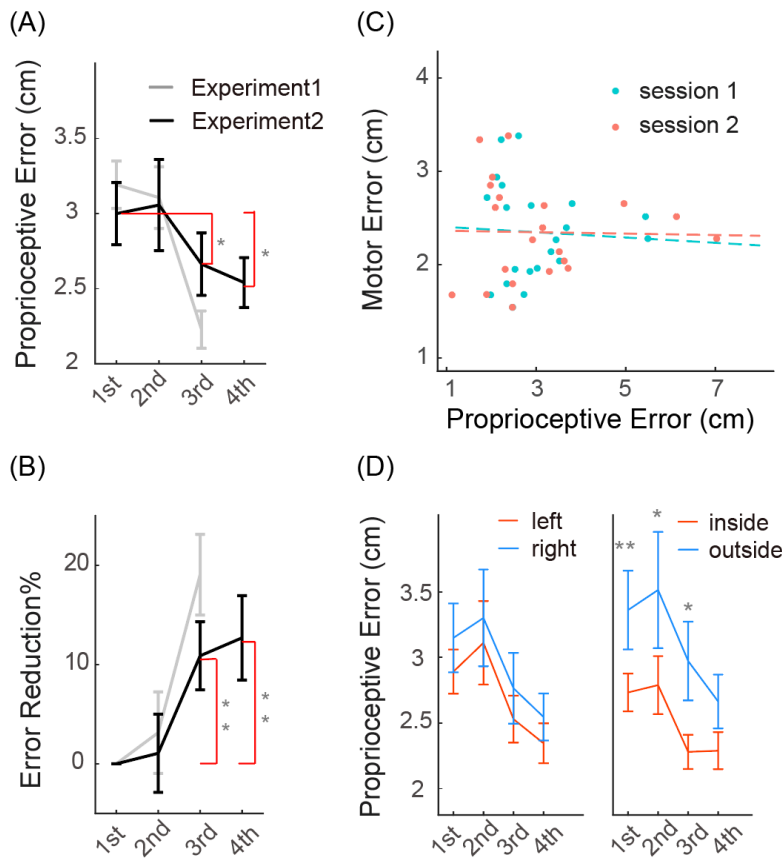 (A)
Proprioceptive Error (cm)
Experiment1
Experiment2
3.5
3
2.5
2
*
*
1st
2nd
3rd
4th
(C)
Motor Error (cm)
session 1
session 2
4
3
2
1
1
3
5
7
Proprioceptive Error (cm)
(B)
Error Reduction%
20
10
0
**
**
1st
2nd
3rd
4th
(D)
Proprioceptive Error (cm)
left
right
3.5
3
2.5
2
1st
2nd
3rd
4th
inside
outside
**
*
*
1st
2nd
3rd
4th